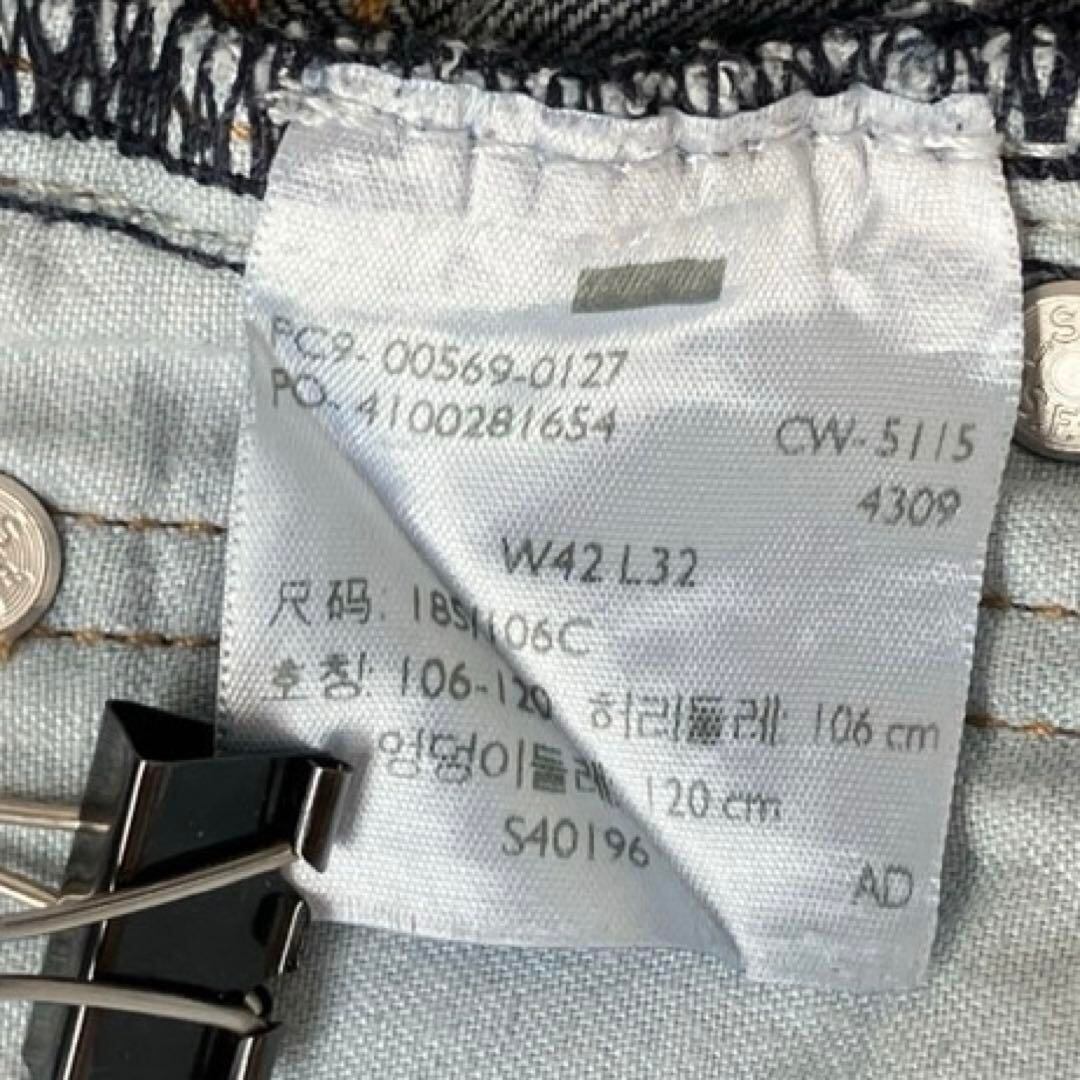 PC9- 00569-0127
PO- 4100281654
CW- 5115
4309
W42 L32
尺码: 185/106C
호칭: 106-120 허리둘레: 106 cm
엉덩이둘레: 120 cm
S40196
AD